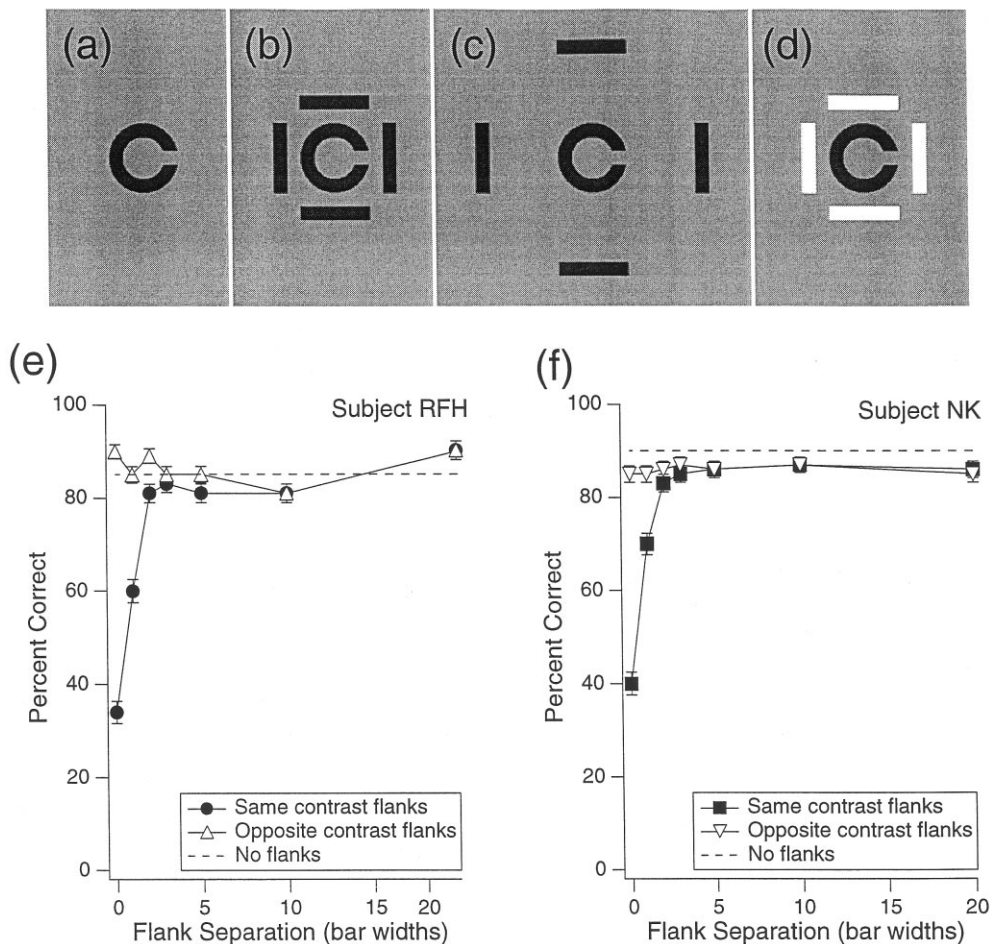 (a) (b) (c) (d)
(e)
Subject RFH
100
80
60
40
20
0
Percent Correct
Same contrast flanks
Opposite contrast flanks
No flanks
0 5 10 15 20
Flank Separation (bar widths)
(f)
Subject NK
100
80
60
40
20
0
Percent Correct
Same contrast flanks
Opposite contrast flanks
No flanks
0 5 10 15 20
Flank Separation (bar widths)